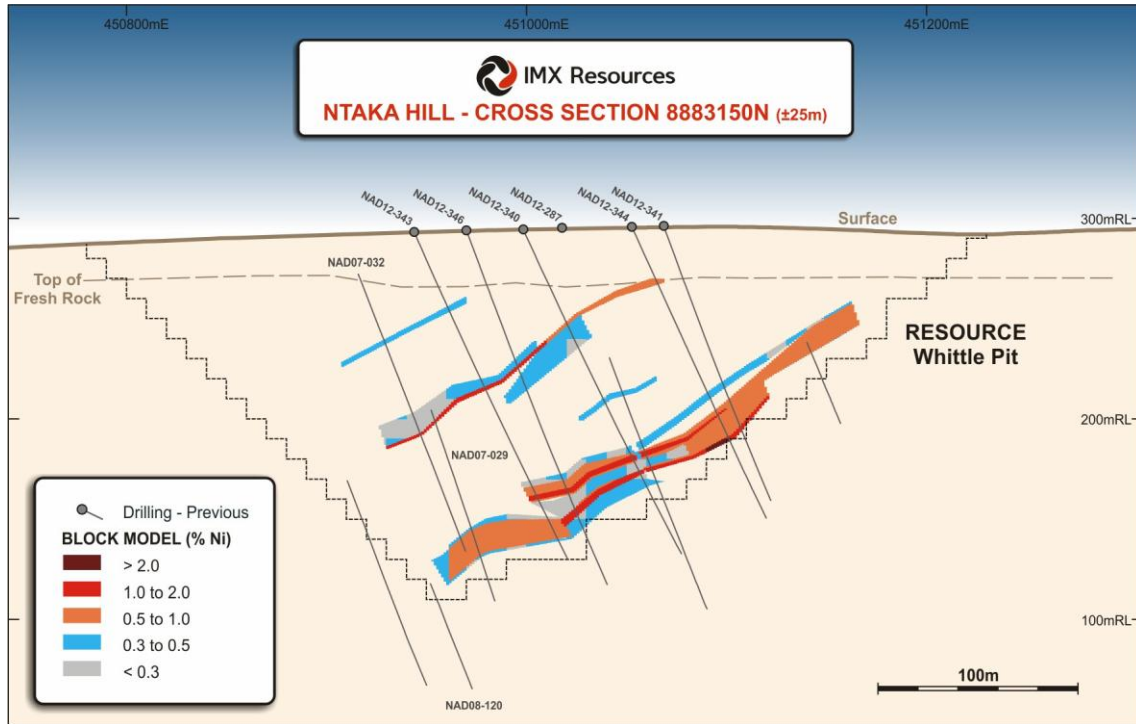 450800mE
451000mE
451200mE
IMX Resources
NTAKA HILL - CROSS SECTION 8883150N (±25m)
NAD12-343
NAD12-346
NAD12-340
NAD12-287
NAD12-344
NAD12-341
Surface
300mRL
NAD07-032
Top of
Fresh Rock
RESOURCE
Whittle Pit
200mRL
NAD07-029
Drilling - Previous
BLOCK MODEL (% Ni)
> 2.0
1.0 to 2.0
0.5 to 1.0
0.3 to 0.5
< 0.3
100mRL
100m
NAD08-120